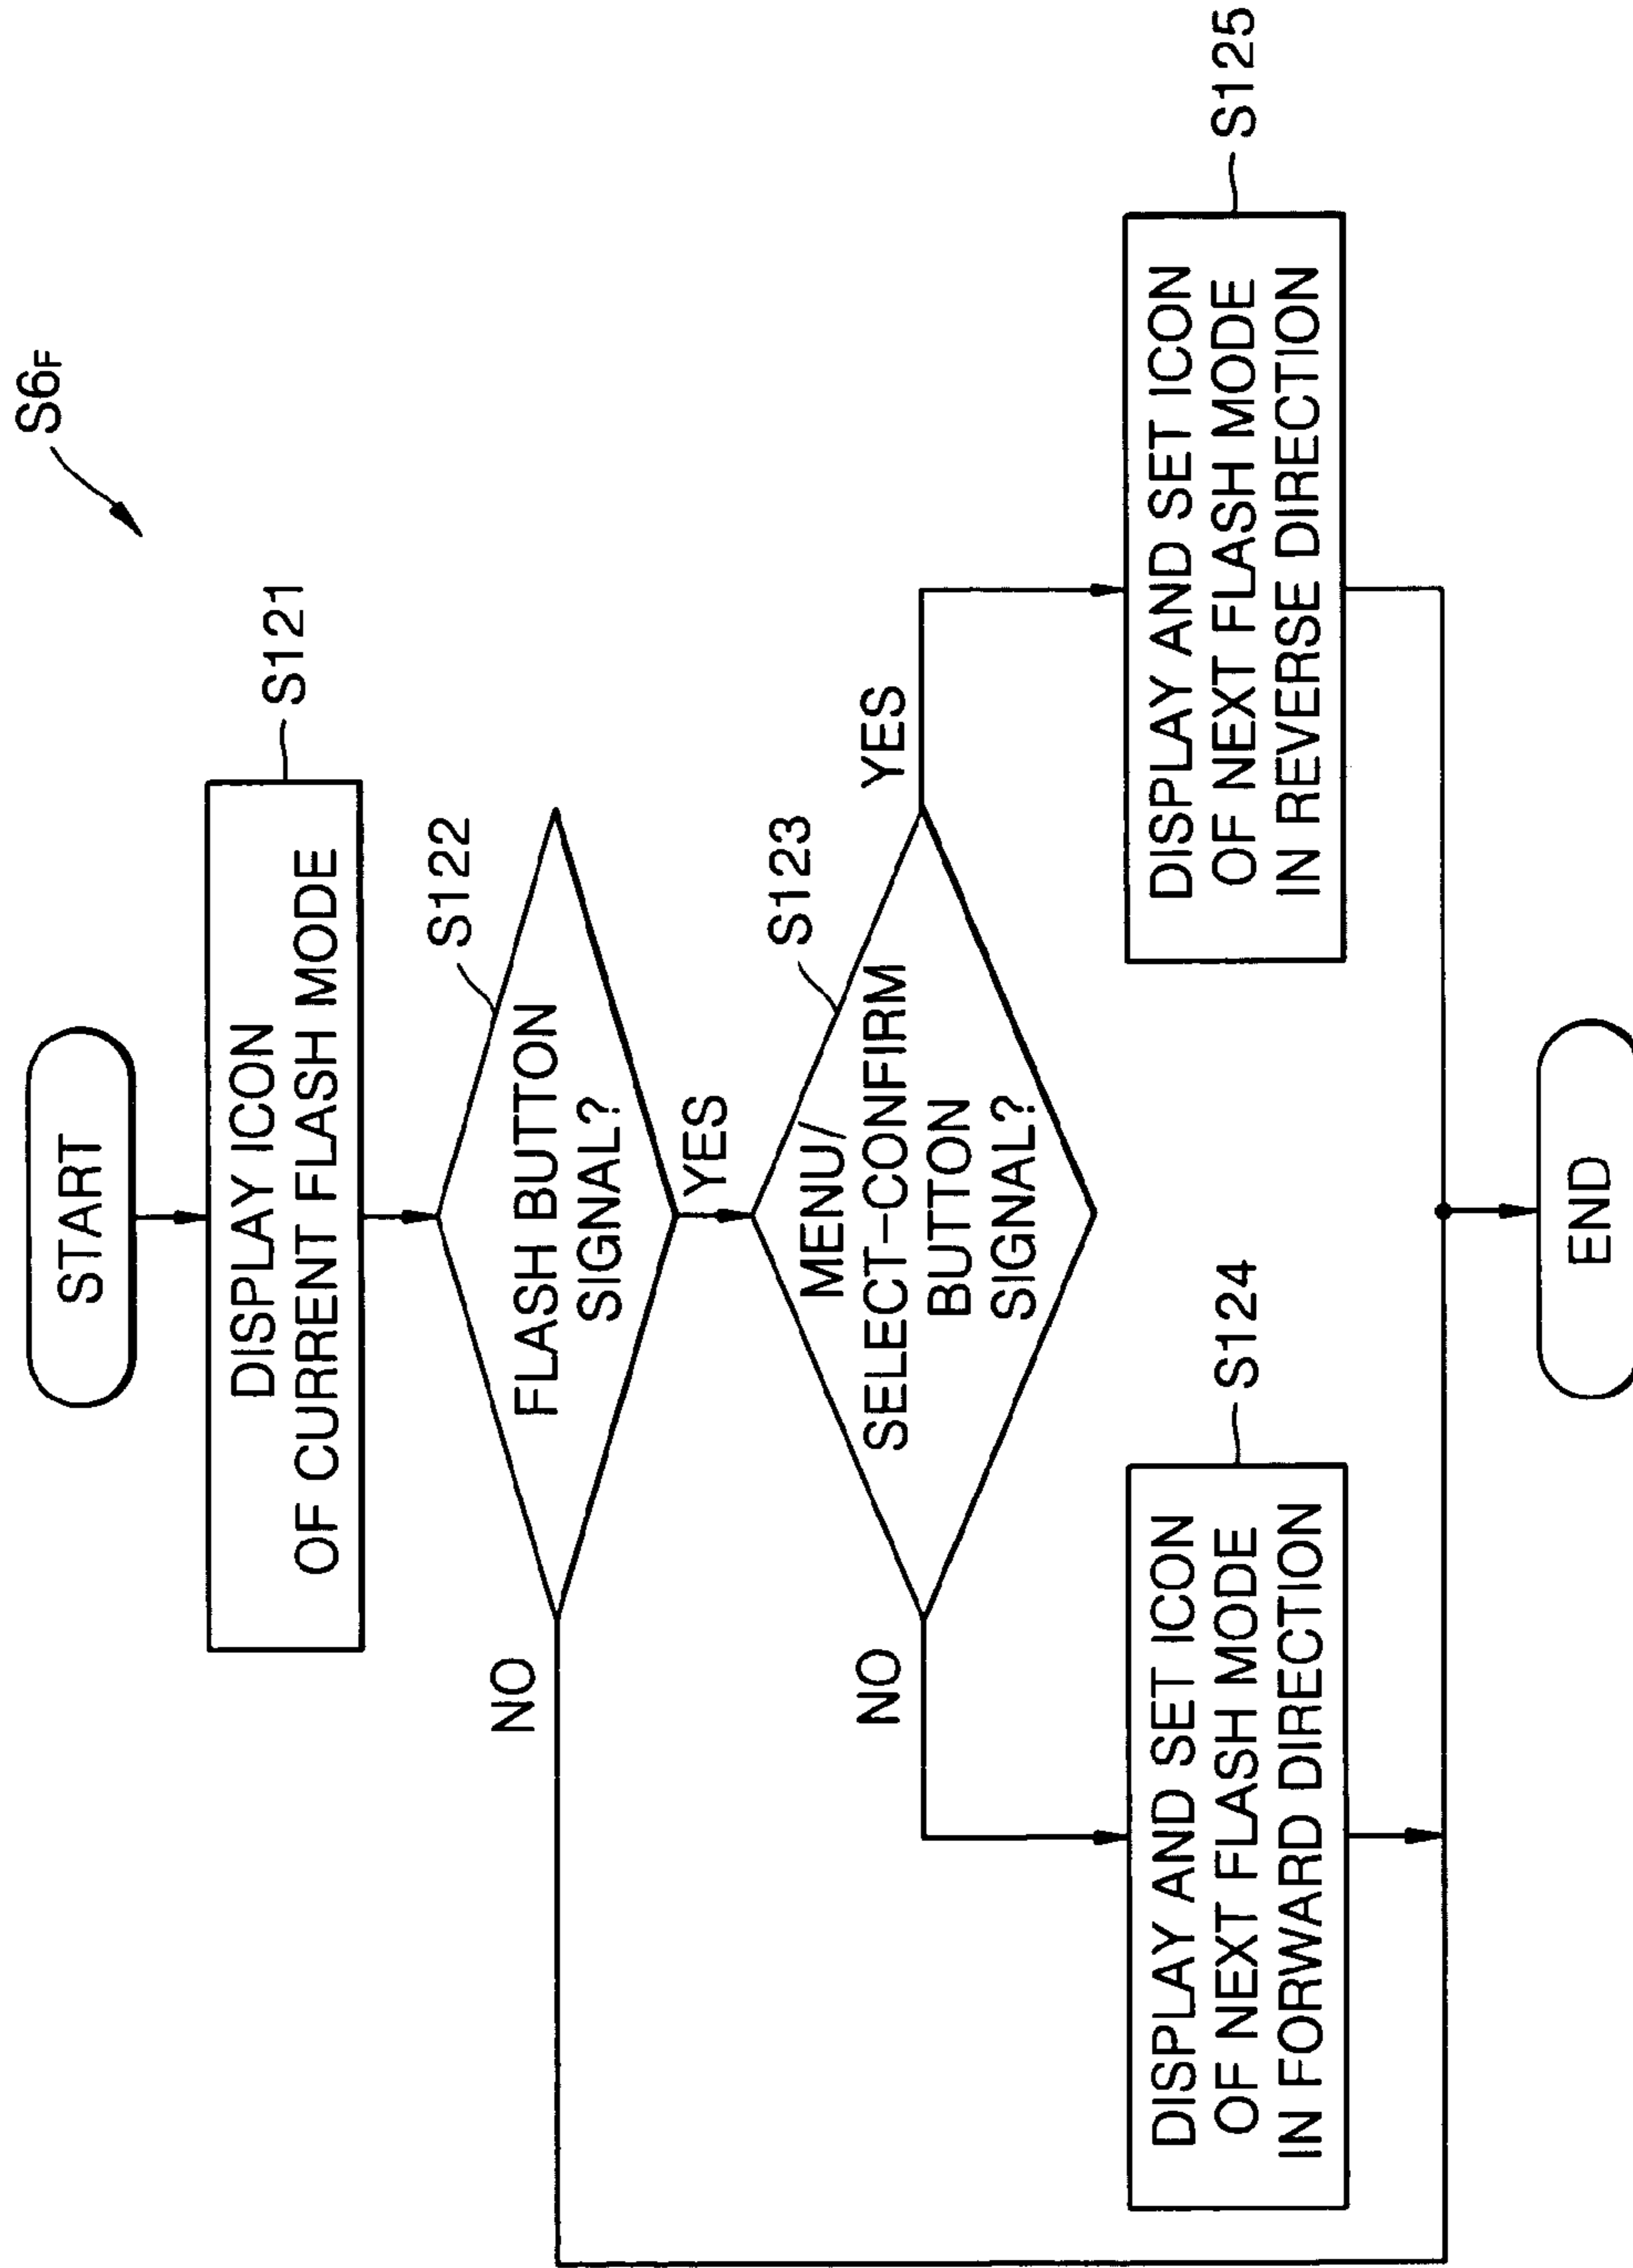 S6F
START
DISPLAY ICON
OF CURRENT FLASH MODE
S121
S122
FLASH BUTTON
SIGNAL?
NO
YES
S123
MENU/
SELECT-CONFIRM
BUTTON
SIGNAL?
NO
YES
S124
DISPLAY AND SET ICON
OF NEXT FLASH MODE
IN FORWARD DIRECTION
S125
DISPLAY AND SET ICON
OF NEXT FLASH MODE
IN REVERSE DIRECTION
END